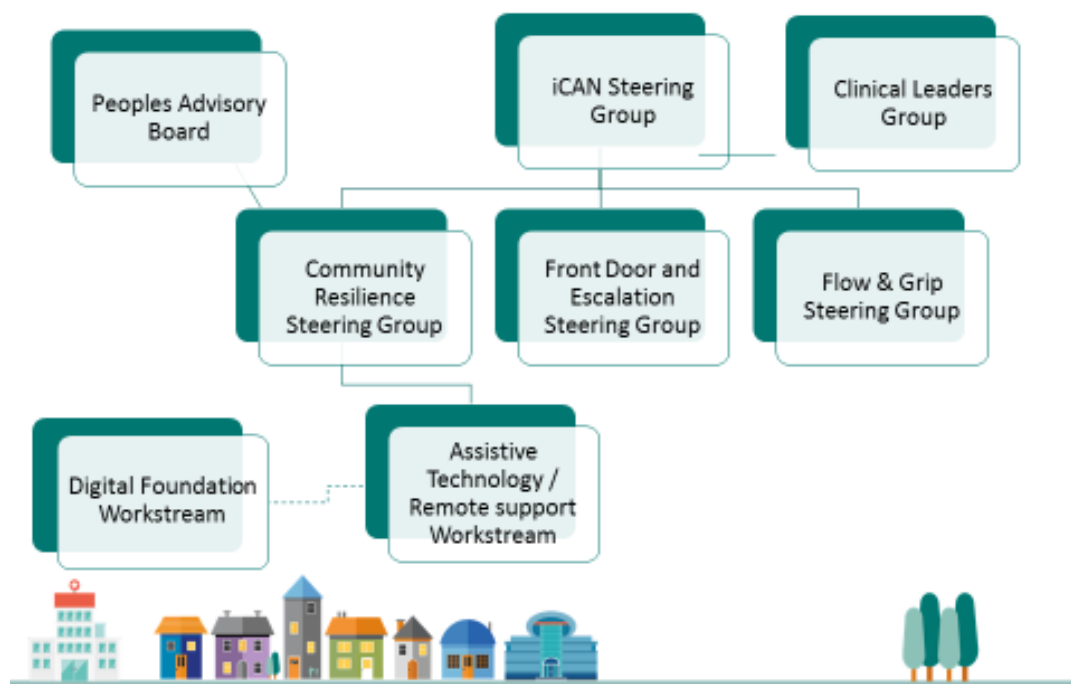 Peoples Advisory
Board
iCAN Steering
Group
Clinical Leaders
Group
Community
Resilience
Steering Group
Front Door and
Escalation
Steering Group
Flow & Grip
Steering Group
Digital Foundation
Workstream
Assistive
Technology /
Remote support
Workstream